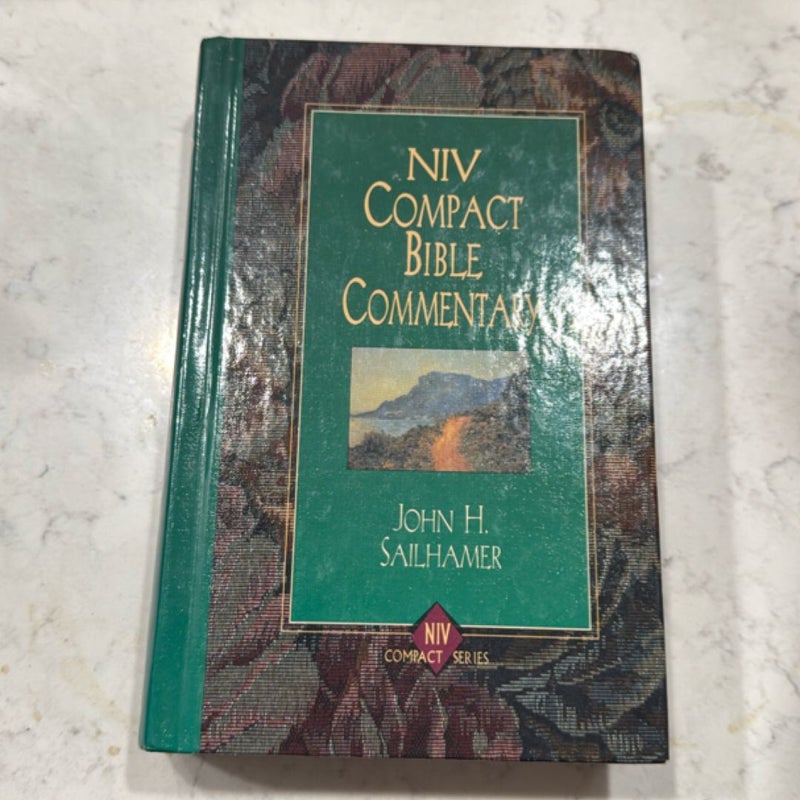 NIV
COMPACT
BIBLE
COMMENTARY
JOHN H.
SAILHAMER
NIV
COMPACT SERIES